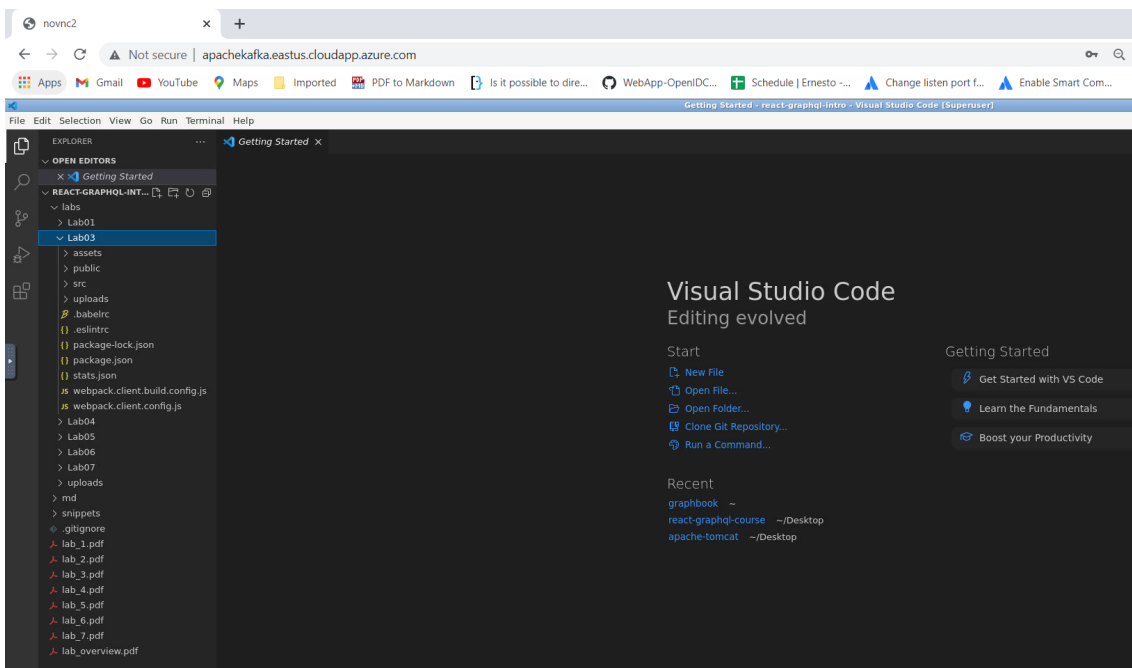 novnc2
Not secure | apachekafka.eastus.cloudapp.azure.com
Apps Gmail YouTube Maps Imported PDF to Markdown Is it possible to dire... WebApp-OpenIDC... Schedule | Ernesto -... Change listen port f... Enable Smart Com...
Getting Started - react-graphql-intro - Visual Studio Code [Superuser]
File Edit Selection View Go Run Terminal Help
EXPLORER ... Getting Started
OPEN EDITORS
Getting Started
REACT-GRAPHQL-INT...
labs
Lab01
Lab03
assets
public
src
uploads
.babelrc
{} .eslintrc
{} package-lock.json
{} package.json
{} stats.json
JS webpack.client.build.config.js
JS webpack.client.config.js
Lab04
Lab05
Lab06
Lab07
uploads
md
snippets
.gitignore
lab_1.pdf
lab_2.pdf
lab_3.pdf
lab_4.pdf
lab_5.pdf
lab_6.pdf
lab_7.pdf
lab_overview.pdf
Visual Studio Code
Editing evolved
Start
New File
Open File...
Open Folder...
Clone Git Repository...
Run a Command...
Recent
graphbook ~
react-graphql-course ~/Desktop
apache-tomcat ~/Desktop
Getting Started
Get Started with VS Code
Learn the Fundamentals
Boost your Productivity